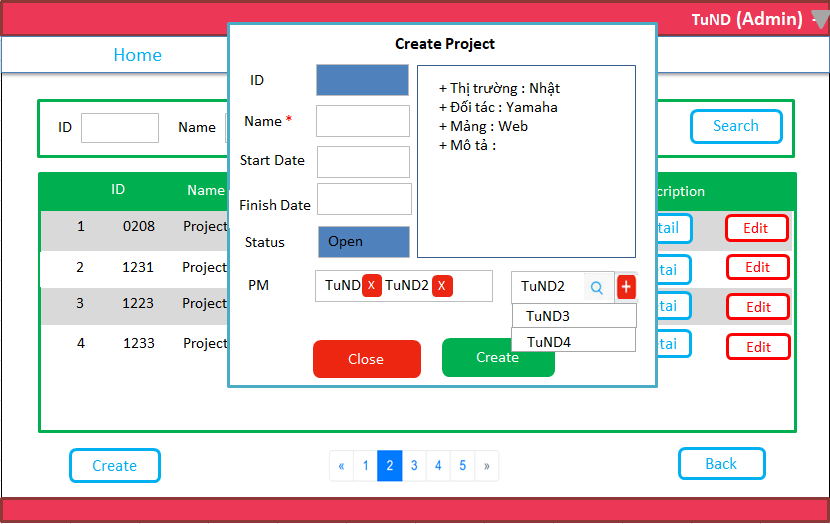 TuND (Admin)
Home
Create Project
ID
Name *
Start Date
Finish Date
Status
Open
PM
TuND X TuND2 X
+ Thị trường : Nhật
+ Đối tác : Yamaha
+ Mảng : Web
+ Mô tả :
TuND2 +
TuND3
TuND4
Close
Create
ID
Name
Search
ID Name cription
1 0208 Project tail Edit
2 1231 Project tai Edit
3 1223 Project tai Edit
4 1233 Project tai Edit
Create
« 1 2 3 4 5 »
Back